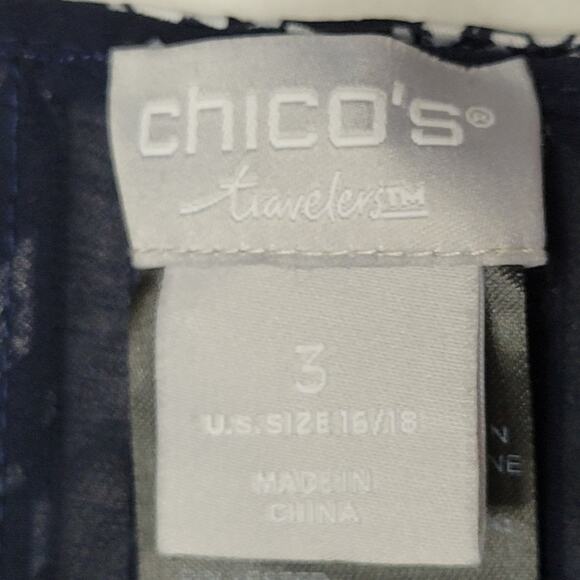 chico's®
travelers™
3
U.S. SIZE 16/18
MADE IN
CHINA